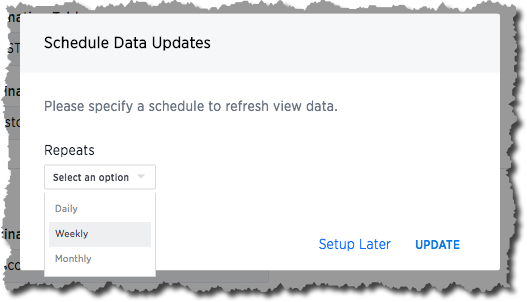 Schedule Data Updates
Please specify a schedule to refresh view data.
Repeats
Select an option
Daily
Weekly
Monthly
Setup Later
UPDATE